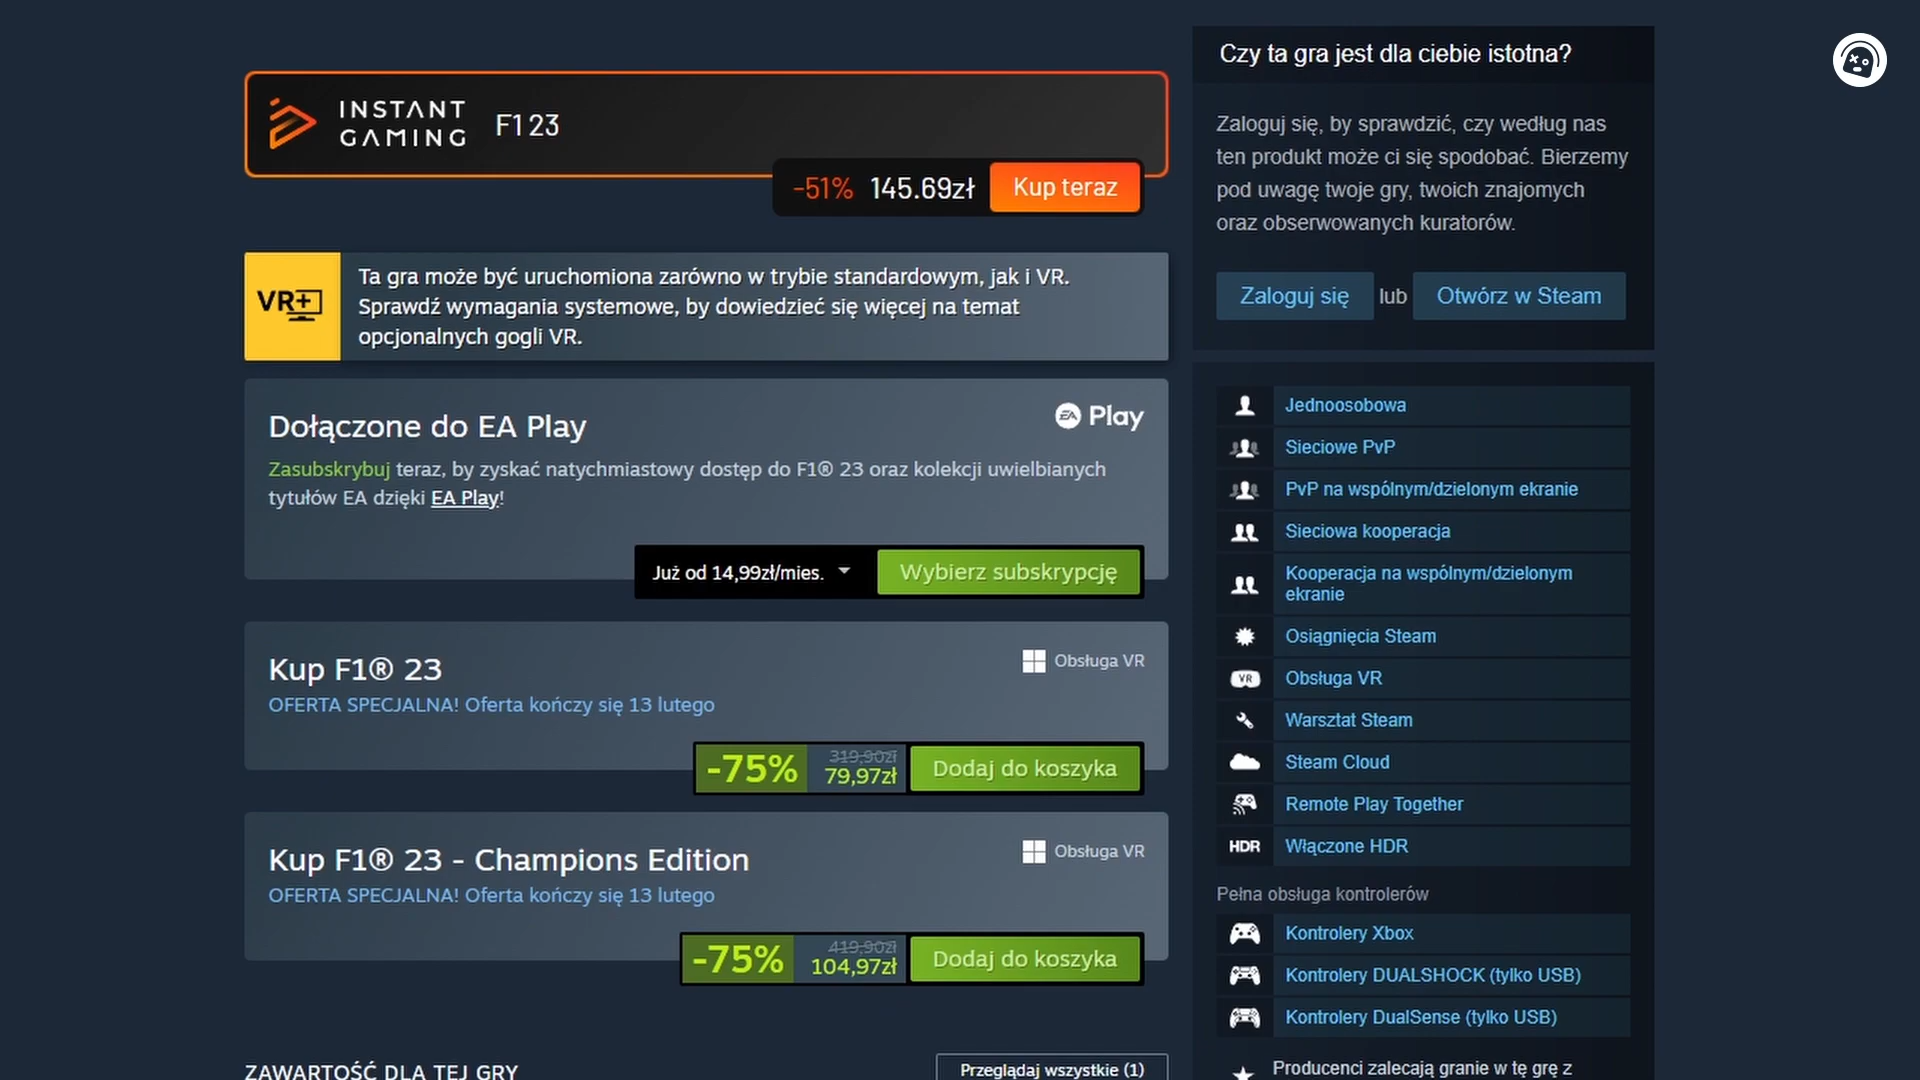 INSTANT
GAMING
F1 23
-51% 145.69zł Kup teraz
VR+
Ta gra może być uruchomiona zarówno w trybie standardowym, jak i VR.
Sprawdź wymagania systemowe, by dowiedzieć się więcej na temat
opcjonalnych gogli VR.
Dołączone do EA Play
EA Play
Zasubskrybuj teraz, by zyskać natychmiastowy dostęp do F1® 23 oraz kolekcji uwielbianych
tytułów EA dzięki EA Play!
Już od 14,99zł/mies. Wybierz subskrypcję
Kup F1® 23
Obsługa VR
OFERTA SPECJALNA! Oferta kończy się 13 lutego
-75% 319,90zł 79,97zł Dodaj do koszyka
Kup F1® 23 - Champions Edition
Obsługa VR
OFERTA SPECJALNA! Oferta kończy się 13 lutego
-75% 419,90zł 104,97zł Dodaj do koszyka
ZAWARTOŚĆ DLA TEJ GRY
Przeglądaj wszystkie (1)
Czy ta gra jest dla ciebie istotna?
Zaloguj się, by sprawdzić, czy według nas
ten produkt może ci się spodobać. Bierzemy
pod uwagę twoje gry, twoich znajomych
oraz obserwowanych kuratorów.
Zaloguj się lub Otwórz w Steam
Jednoosobowa
Sieciowe PvP
PvP na wspólnym/dzielonym ekranie
Sieciowa kooperacja
Kooperacja na wspólnym/dzielonym
ekranie
Osiągnięcia Steam
VR Obsługa VR
Warsztat Steam
Steam Cloud
Remote Play Together
HDR Włączone HDR
Pełna obsługa kontrolerów
Kontrolery Xbox
Kontrolery DUALSHOCK (tylko USB)
Kontrolery DualSense (tylko USB)
Producenci zalecają granie w tę grę z